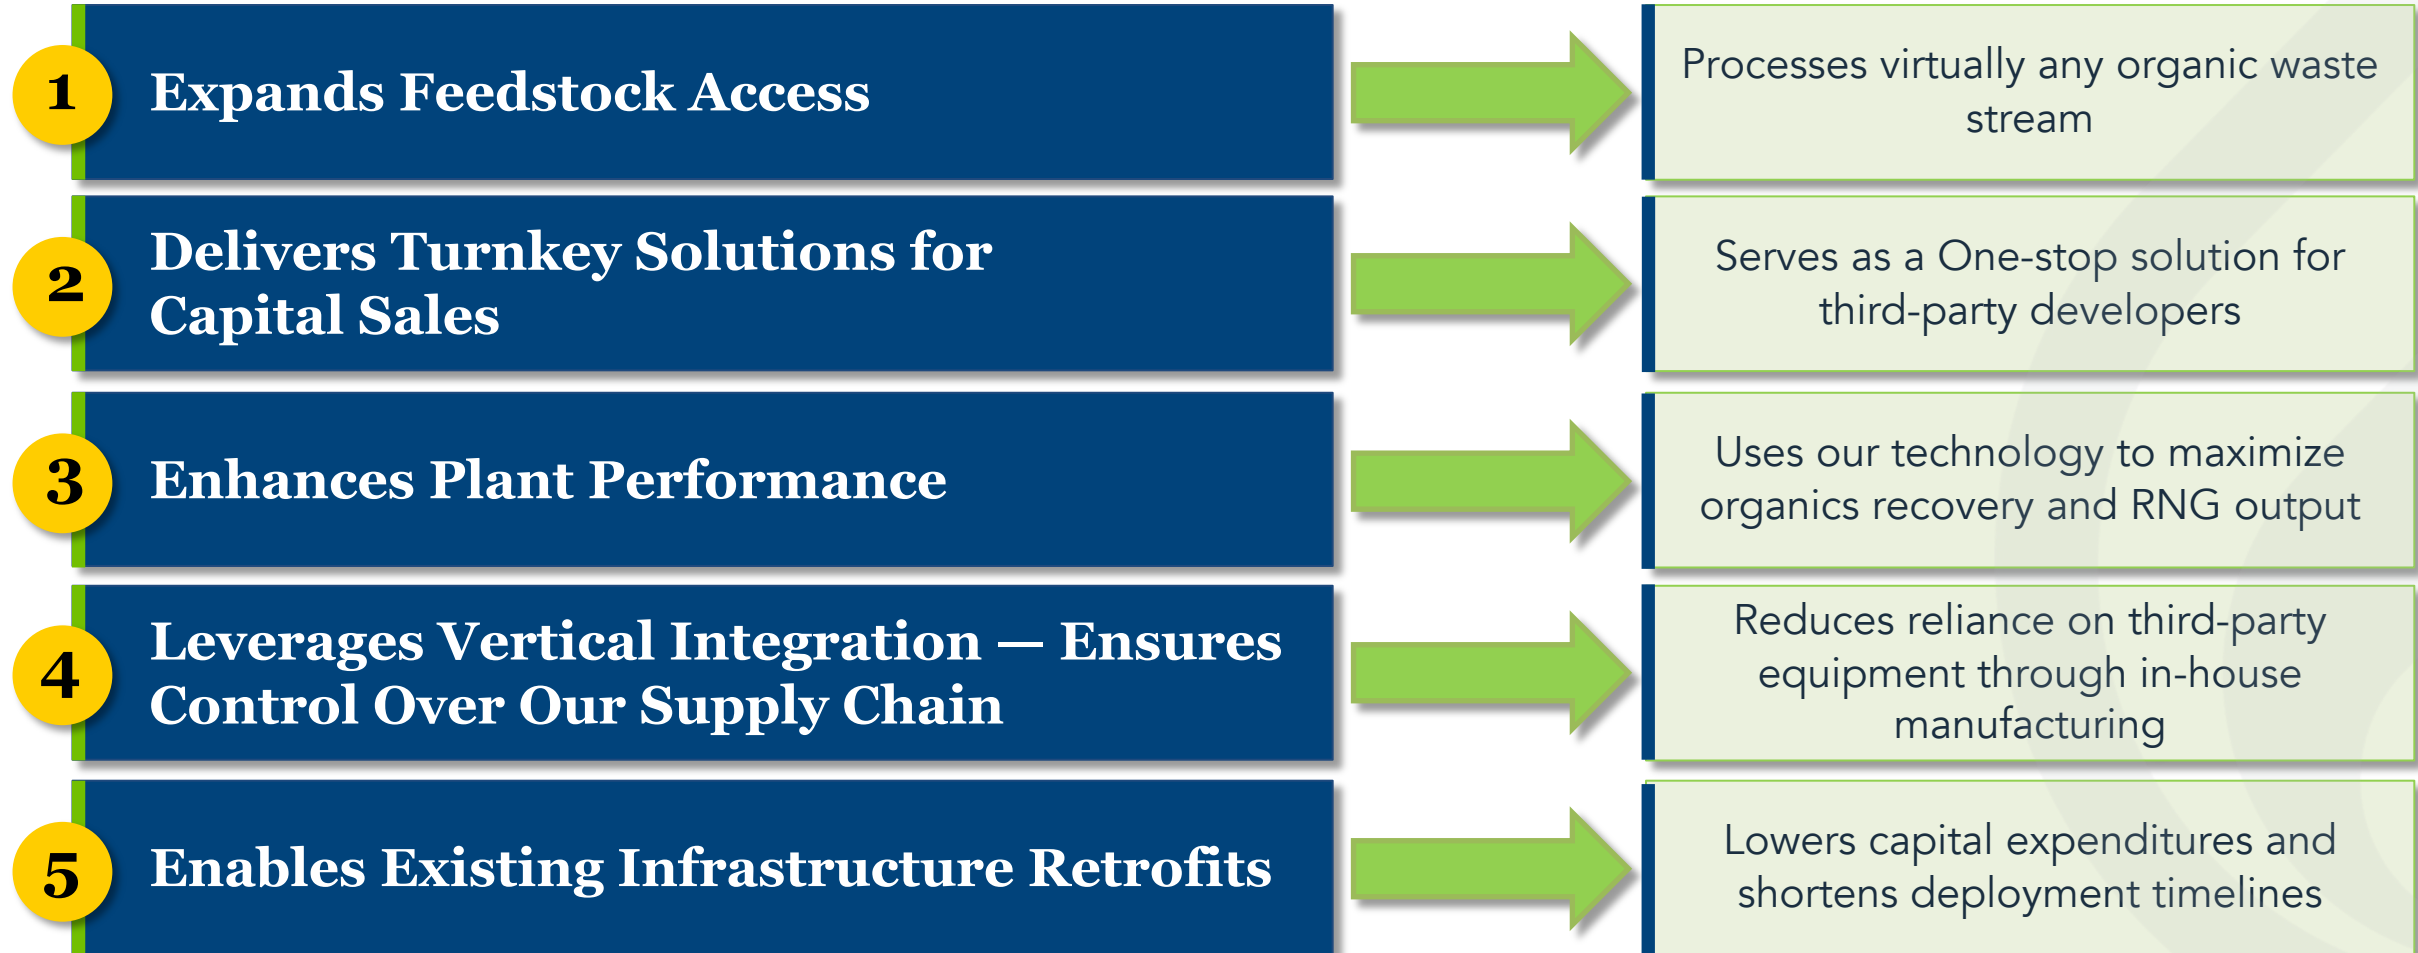 1
Expands Feedstock Access
Processes virtually any organic waste
stream
2
Delivers Turnkey Solutions for
Capital Sales
Serves as a One-stop solution for
third-party developers
3
Enhances Plant Performance
Uses our technology to maximize
organics recovery and RNG output
4
Leverages Vertical Integration — Ensures
Control Over Our Supply Chain
Reduces reliance on third-party
equipment through in-house
manufacturing
5
Enables Existing Infrastructure Retrofits
Lowers capital expenditures and
shortens deployment timelines